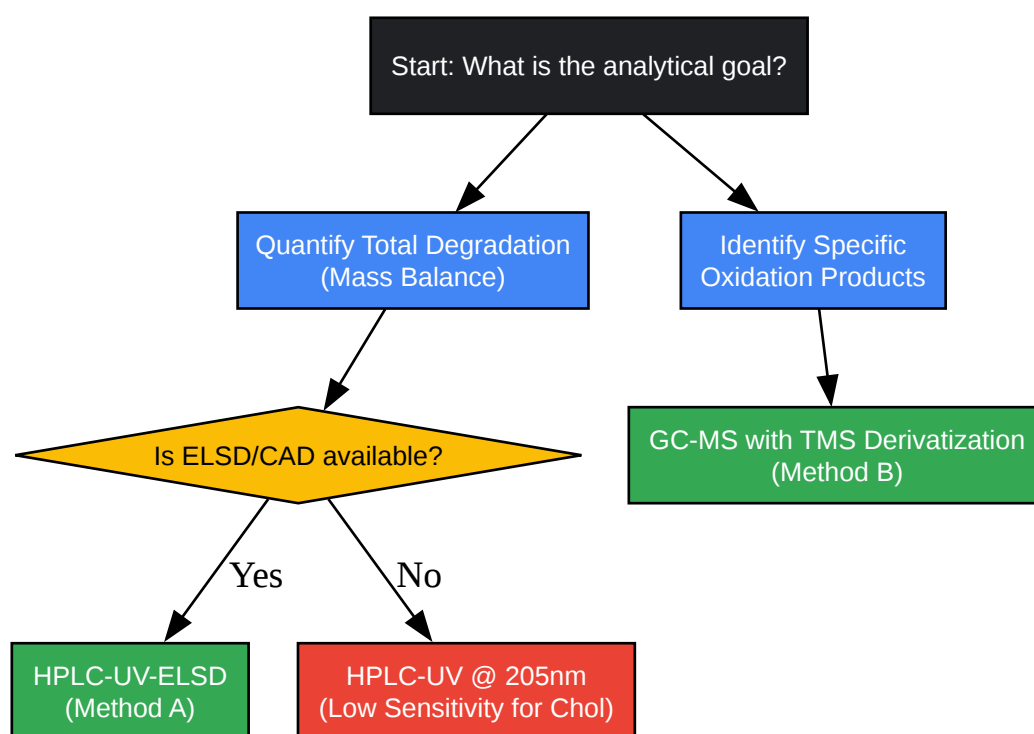 Start: What is the analytical goal?
Quantify Total Degradation
(Mass Balance)
Identify Specific
Oxidation Products
Is ELSD/CAD available?
GC-MS with TMS Derivatization
(Method B)
Yes
No
HPLC-UV-ELSD
(Method A)
HPLC-UV @ 205nm
(Low Sensitivity for Chol)